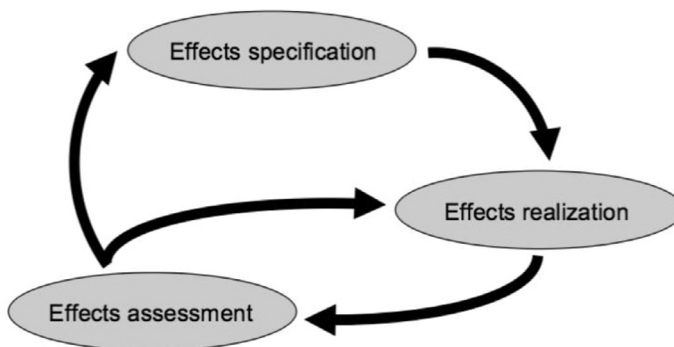 Effects specification
Effects realization
Effects assessment